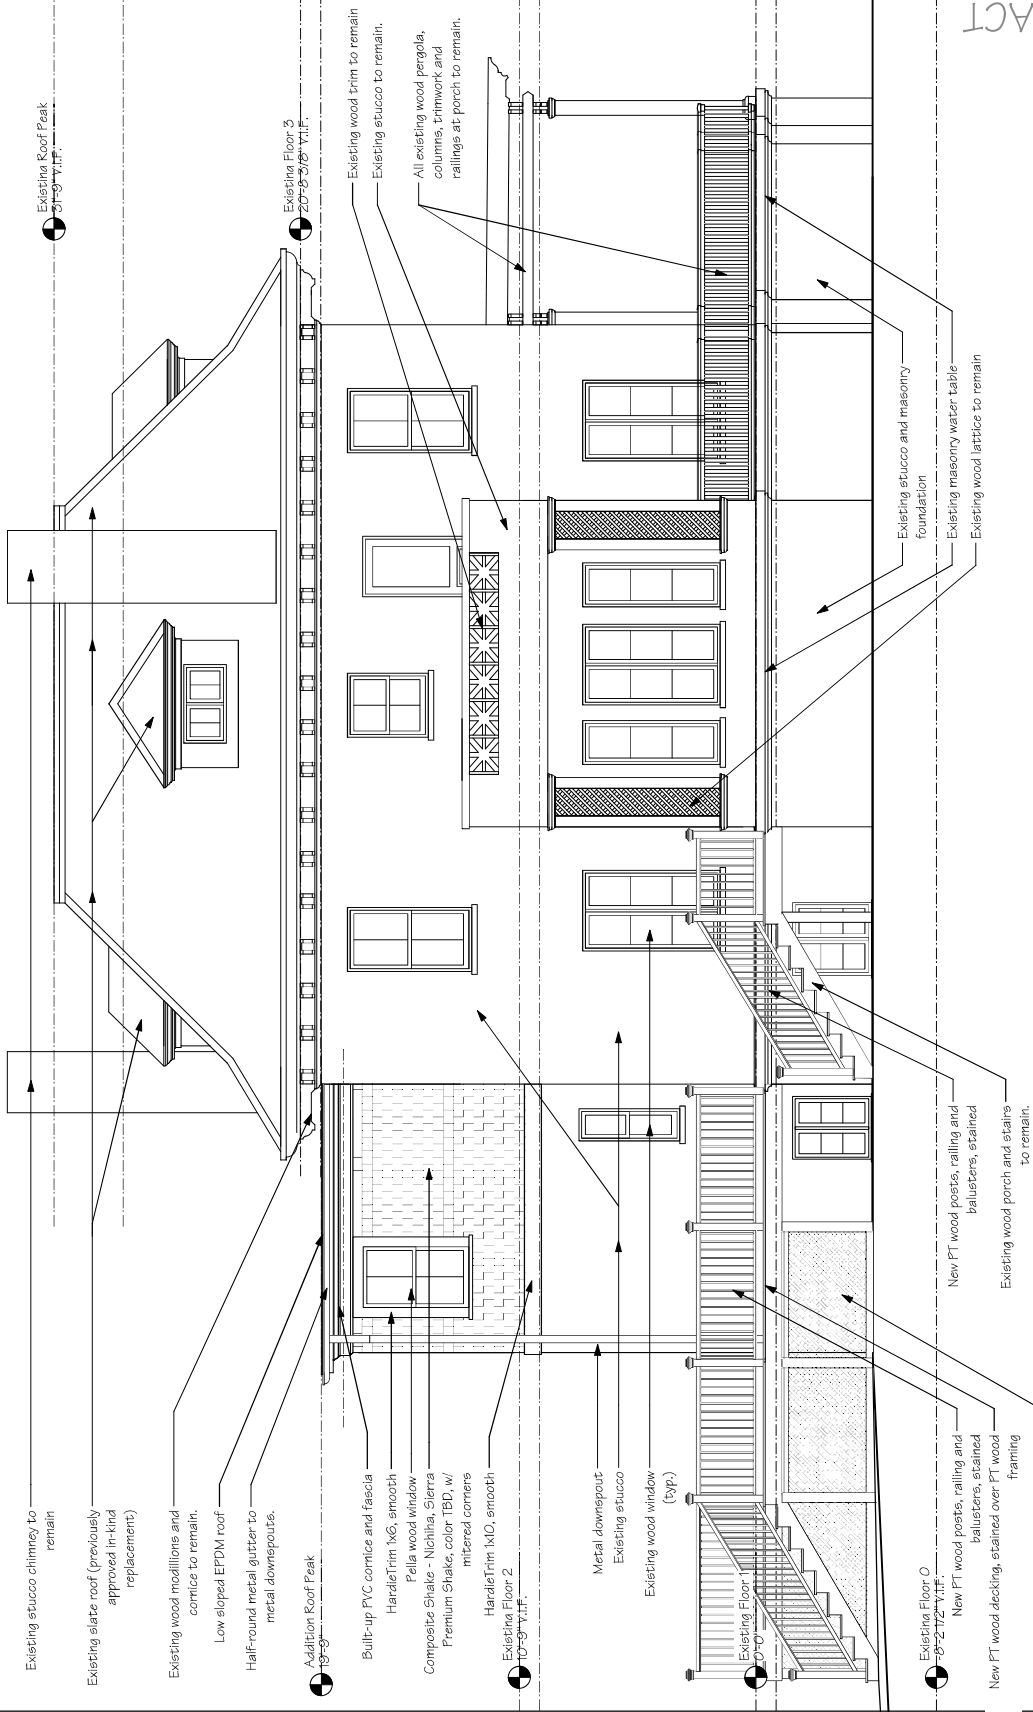 Existing stucco chimney to
remain
Existing slate roof (previously
approved in-kind
replacement)
Existing wood modillions and
cornice to remain.
Low sloped EPDM roof
Half-round metal gutter to
metal downspouts.
Addition Roof Peak
19'-9"
Built-up PVC cornice and fascia
HardieTrim 1x6, smooth
Pella wood window
Composite Shake - Nichiha, Sierra
Premium Shake, color TBD, w/
mitered corners
HardieTrim 1x10, smooth
Existing Floor 2
10'-9" V.I.F.
Metal downspout
Existing stucco
Existing wood window
(typ.)
Existing Floor 1
0'-0"
Existing Floor 0
-8'-2 1/2" V.I.F.
New PT wood posts, railing and
balusters, stained
New PT wood decking, stained over PT wood
framing
New PT wood posts, railing and
balusters, stained
Existing wood porch and stairs
to remain.
Existing Roof Peak
31'-9" V.I.F.
Existing Floor 3
20'-8 3/8" V.I.F.
Existing wood trim to remain
Existing stucco to remain.
All existing wood pergola,
columns, trimwork and
railings at porch to remain.
Existing stucco and masonry
foundation
Existing masonry water table
Existing wood lattice to remain
ACT